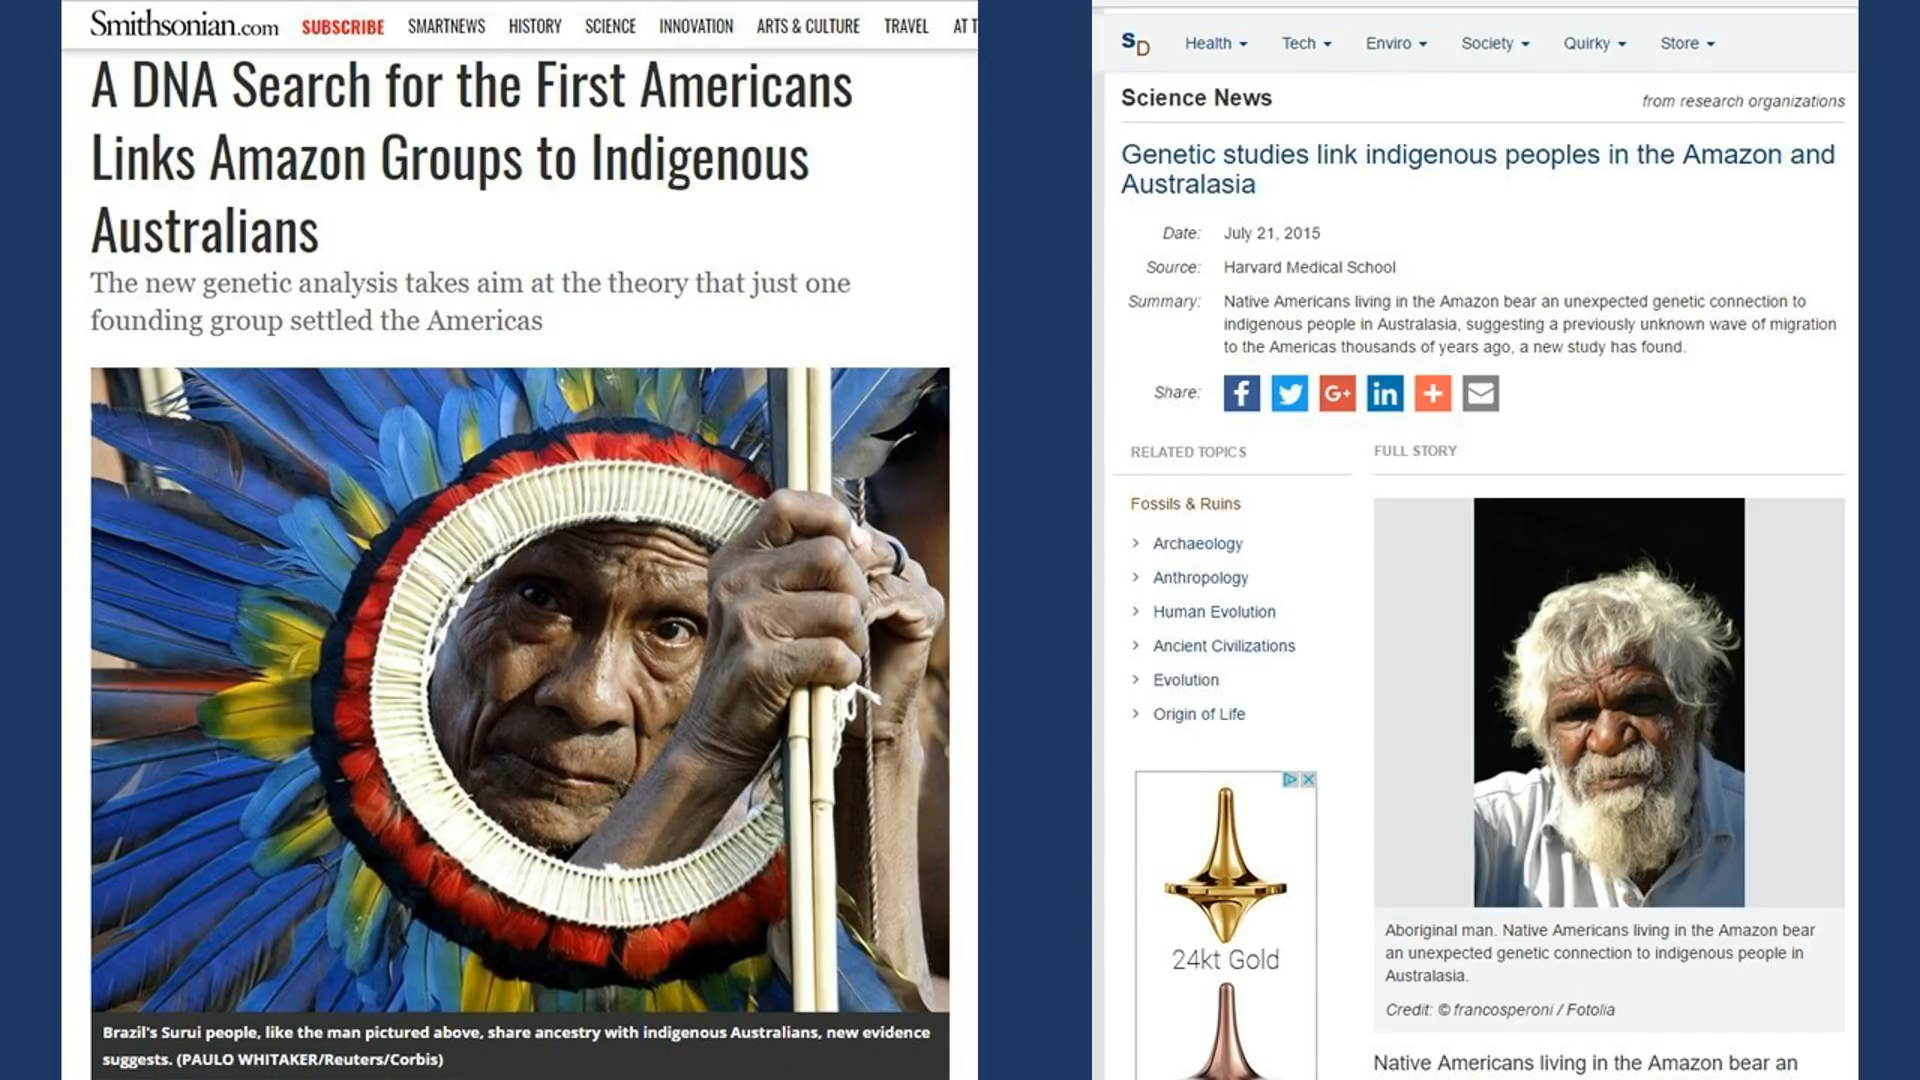 Smithsonian.com SUBSCRIBE SMARTNEWS HISTORY SCIENCE INNOVATION ARTS & CULTURE TRAVEL AT T
A DNA Search for the First Americans
Links Amazon Groups to Indigenous
Australians
The new genetic analysis takes aim at the theory that just one
founding group settled the Americas
Brazil's Surui people, like the man pictured above, share ancestry with indigenous Australians, new evidence
suggests. (PAULO WHITAKER/Reuters/Corbis)
SD Health Tech Enviro Society Quirky Store
Science News from research organizations
Genetic studies link indigenous peoples in the Amazon and
Australasia
Date: July 21, 2015
Source: Harvard Medical School
Summary: Native Americans living in the Amazon bear an unexpected genetic connection to
indigenous people in Australasia, suggesting a previously unknown wave of migration
to the Americas thousands of years ago, a new study has found.
Share: f G+ in +
RELATED TOPICS
Fossils & Ruins
> Archaeology
> Anthropology
> Human Evolution
> Ancient Civilizations
> Evolution
> Origin of Life
24kt Gold
FULL STORY
Aboriginal man. Native Americans living in the Amazon bear
an unexpected genetic connection to indigenous people in
Australasia.
Credit: © francosperoni / Fotolia
Native Americans living in the Amazon bear an